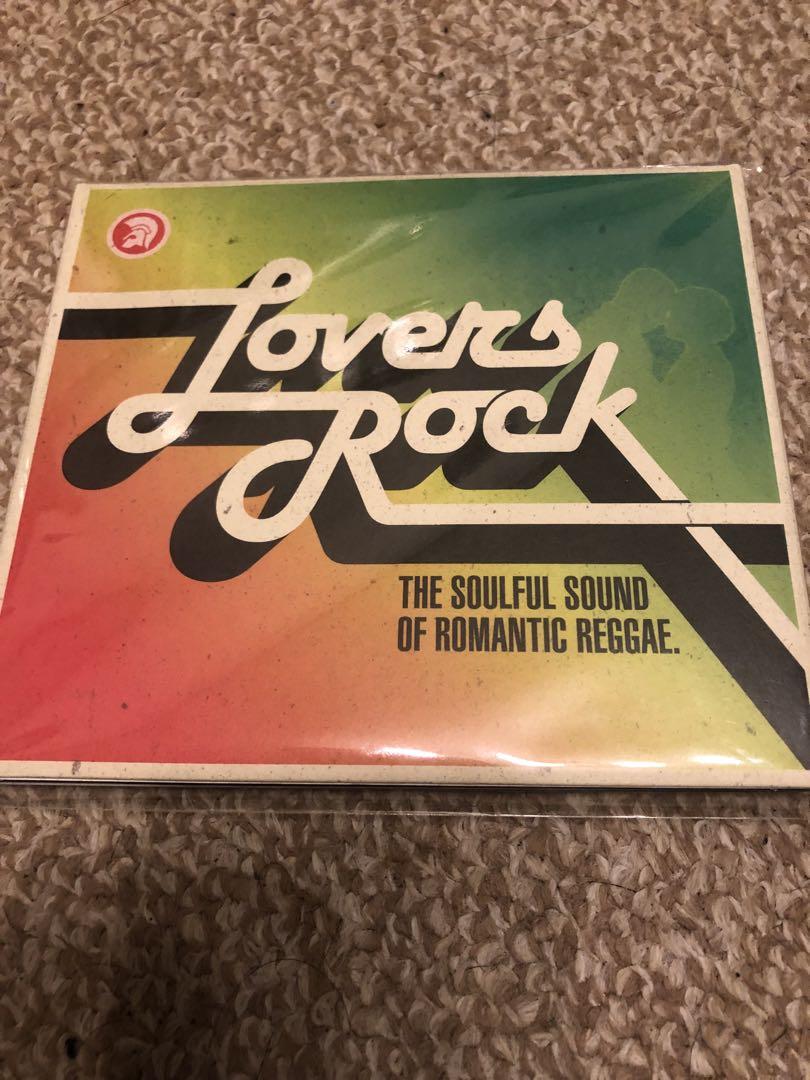 Lovers
Rock
THE SOULFUL SOUND
OF ROMANTIC REGGAE.